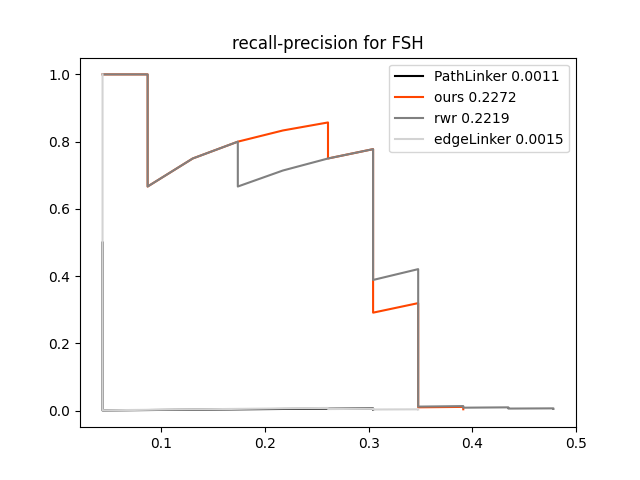 recall-precision for FSH
PathLinker 0.0011
ours 0.2272
rwr 0.2219
edgeLinker 0.0015
1.0
0.8
0.6
0.4
0.2
0.0
0.1 0.2 0.3 0.4 0.5